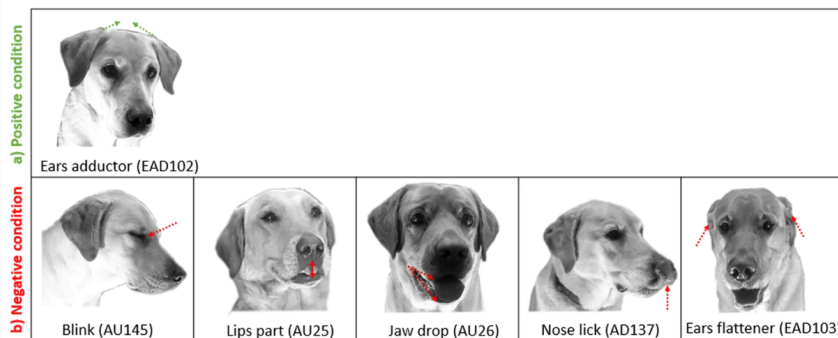 a) Positive condition
Ears adductor (EAD102)
b) Negative condition
Blink (AU145)
Lips part (AU25)
Jaw drop (AU26)
Nose lick (AD137)
Ears flattener (EAD103)